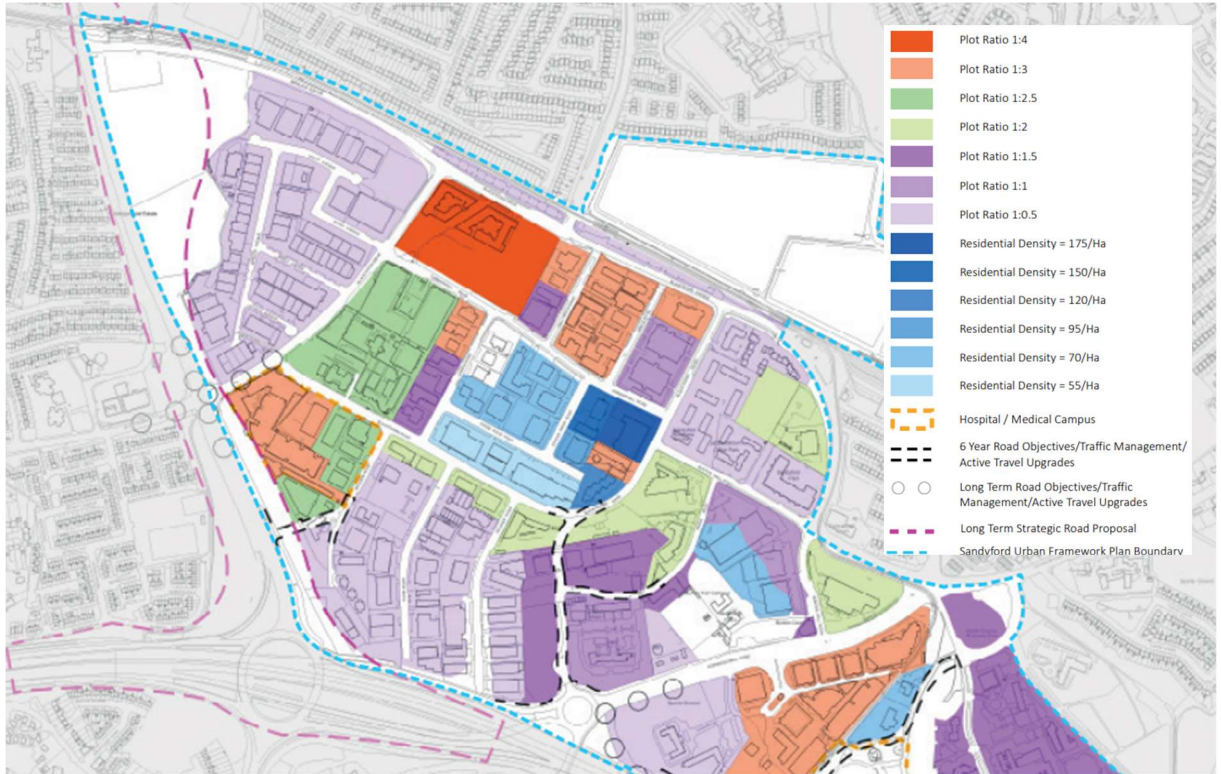 Plot Ratio 1:4
Plot Ratio 1:3
Plot Ratio 1:2.5
Plot Ratio 1:2
Plot Ratio 1:1.5
Plot Ratio 1:1
Plot Ratio 1:0.5
Residential Density = 175/Ha
Residential Density = 150/Ha
Residential Density = 120/Ha
Residential Density = 95/Ha
Residential Density = 70/Ha
Residential Density = 55/Ha
Hospital / Medical Campus
6 Year Road Objectives/Traffic Management/
Active Travel Upgrades
Long Term Road Objectives/Traffic
Management/Active Travel Upgrades
Long Term Strategic Road Proposal
Sandyford Urban Framework Plan Boundary